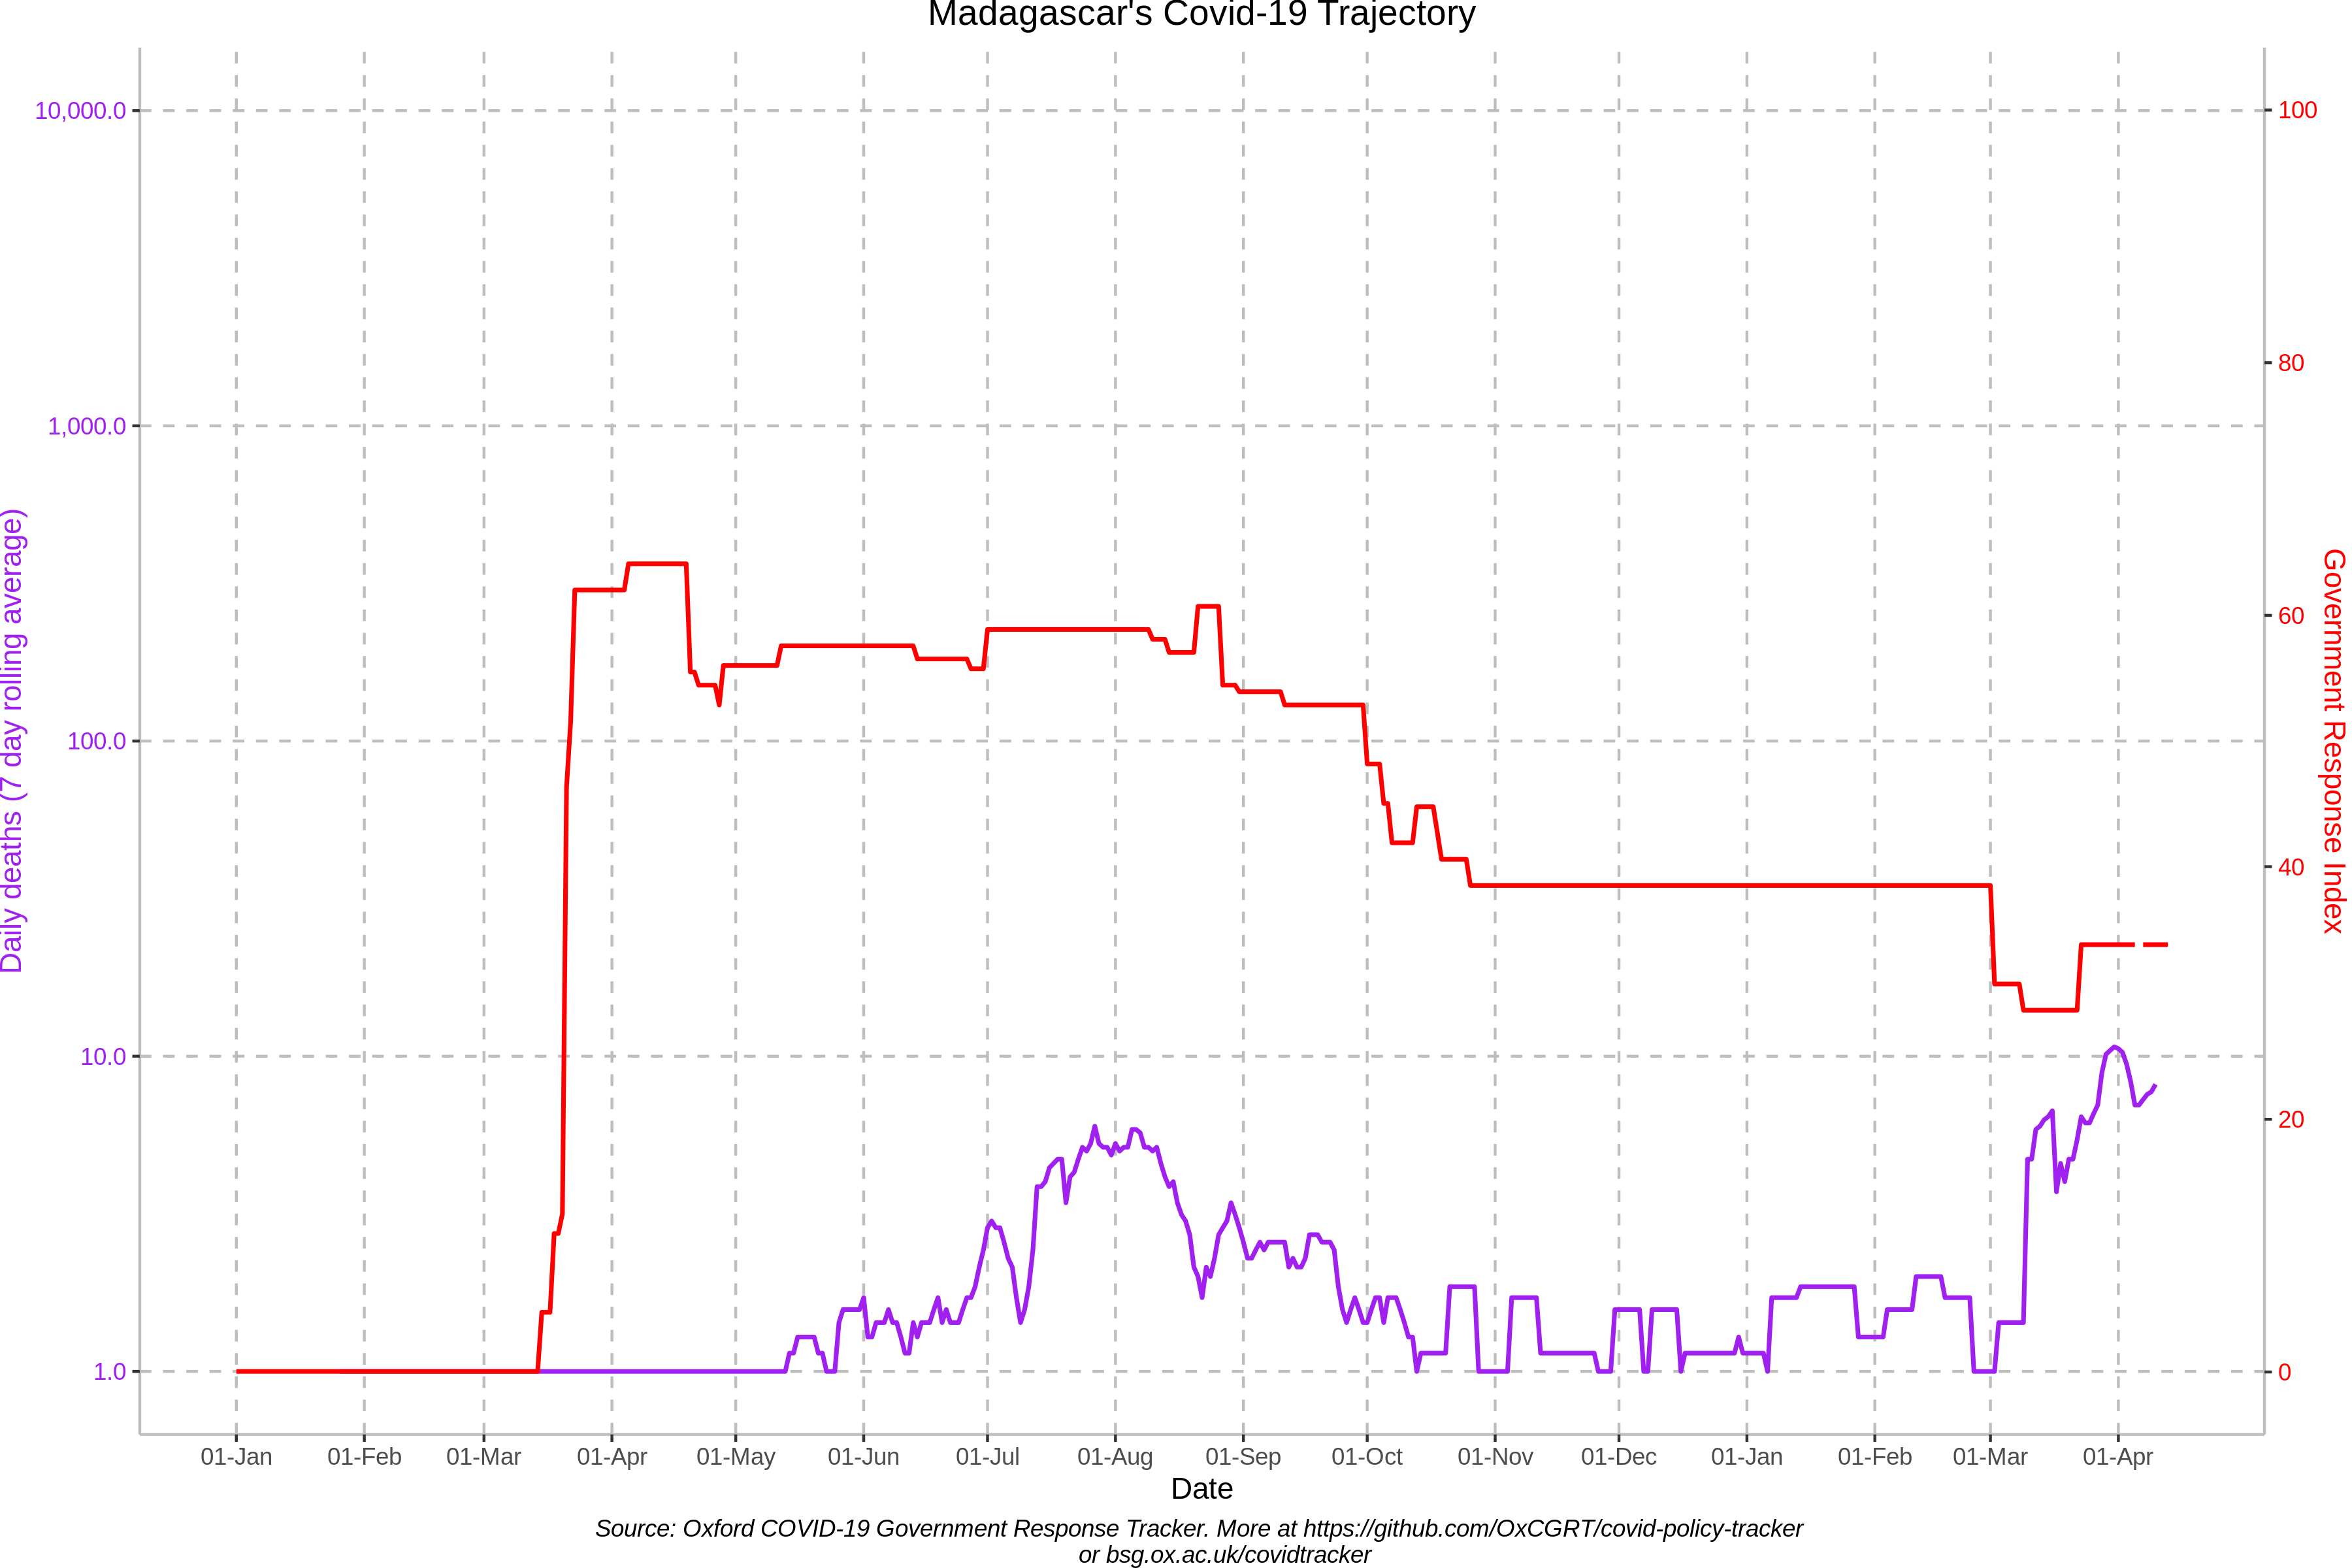 Madagascar's Covid-19 Trajectory
10,000.0
1,000.0
100.0
10.0
1.0
Daily deaths (7 day rolling average)
100
80
60
40
20
0
Government Response Index
01-Jan 01-Feb 01-Mar 01-Apr 01-May 01-Jun 01-Jul 01-Aug 01-Sep 01-Oct 01-Nov 01-Dec 01-Jan 01-Feb 01-Mar 01-Apr
Date
Source: Oxford COVID-19 Government Response Tracker. More at https://github.com/OxCGRT/covid-policy-tracker
or bsg.ox.ac.uk/covidtracker